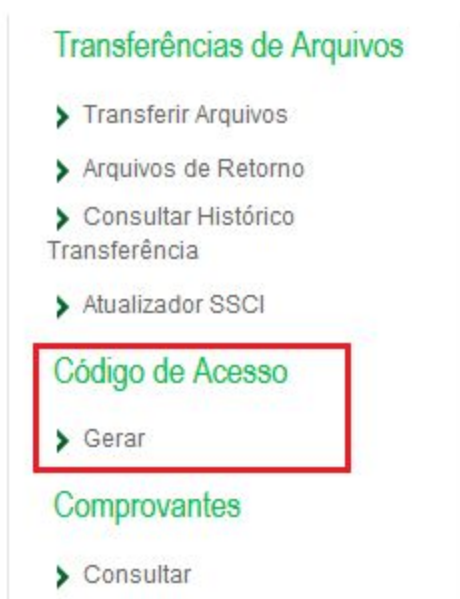 Transferências de Arquivos
Transferir Arquivos
Arquivos de Retorno
Consultar Histórico
Transferência
Atualizador SSCI
Código de Acesso
Gerar
Comprovantes
Consultar